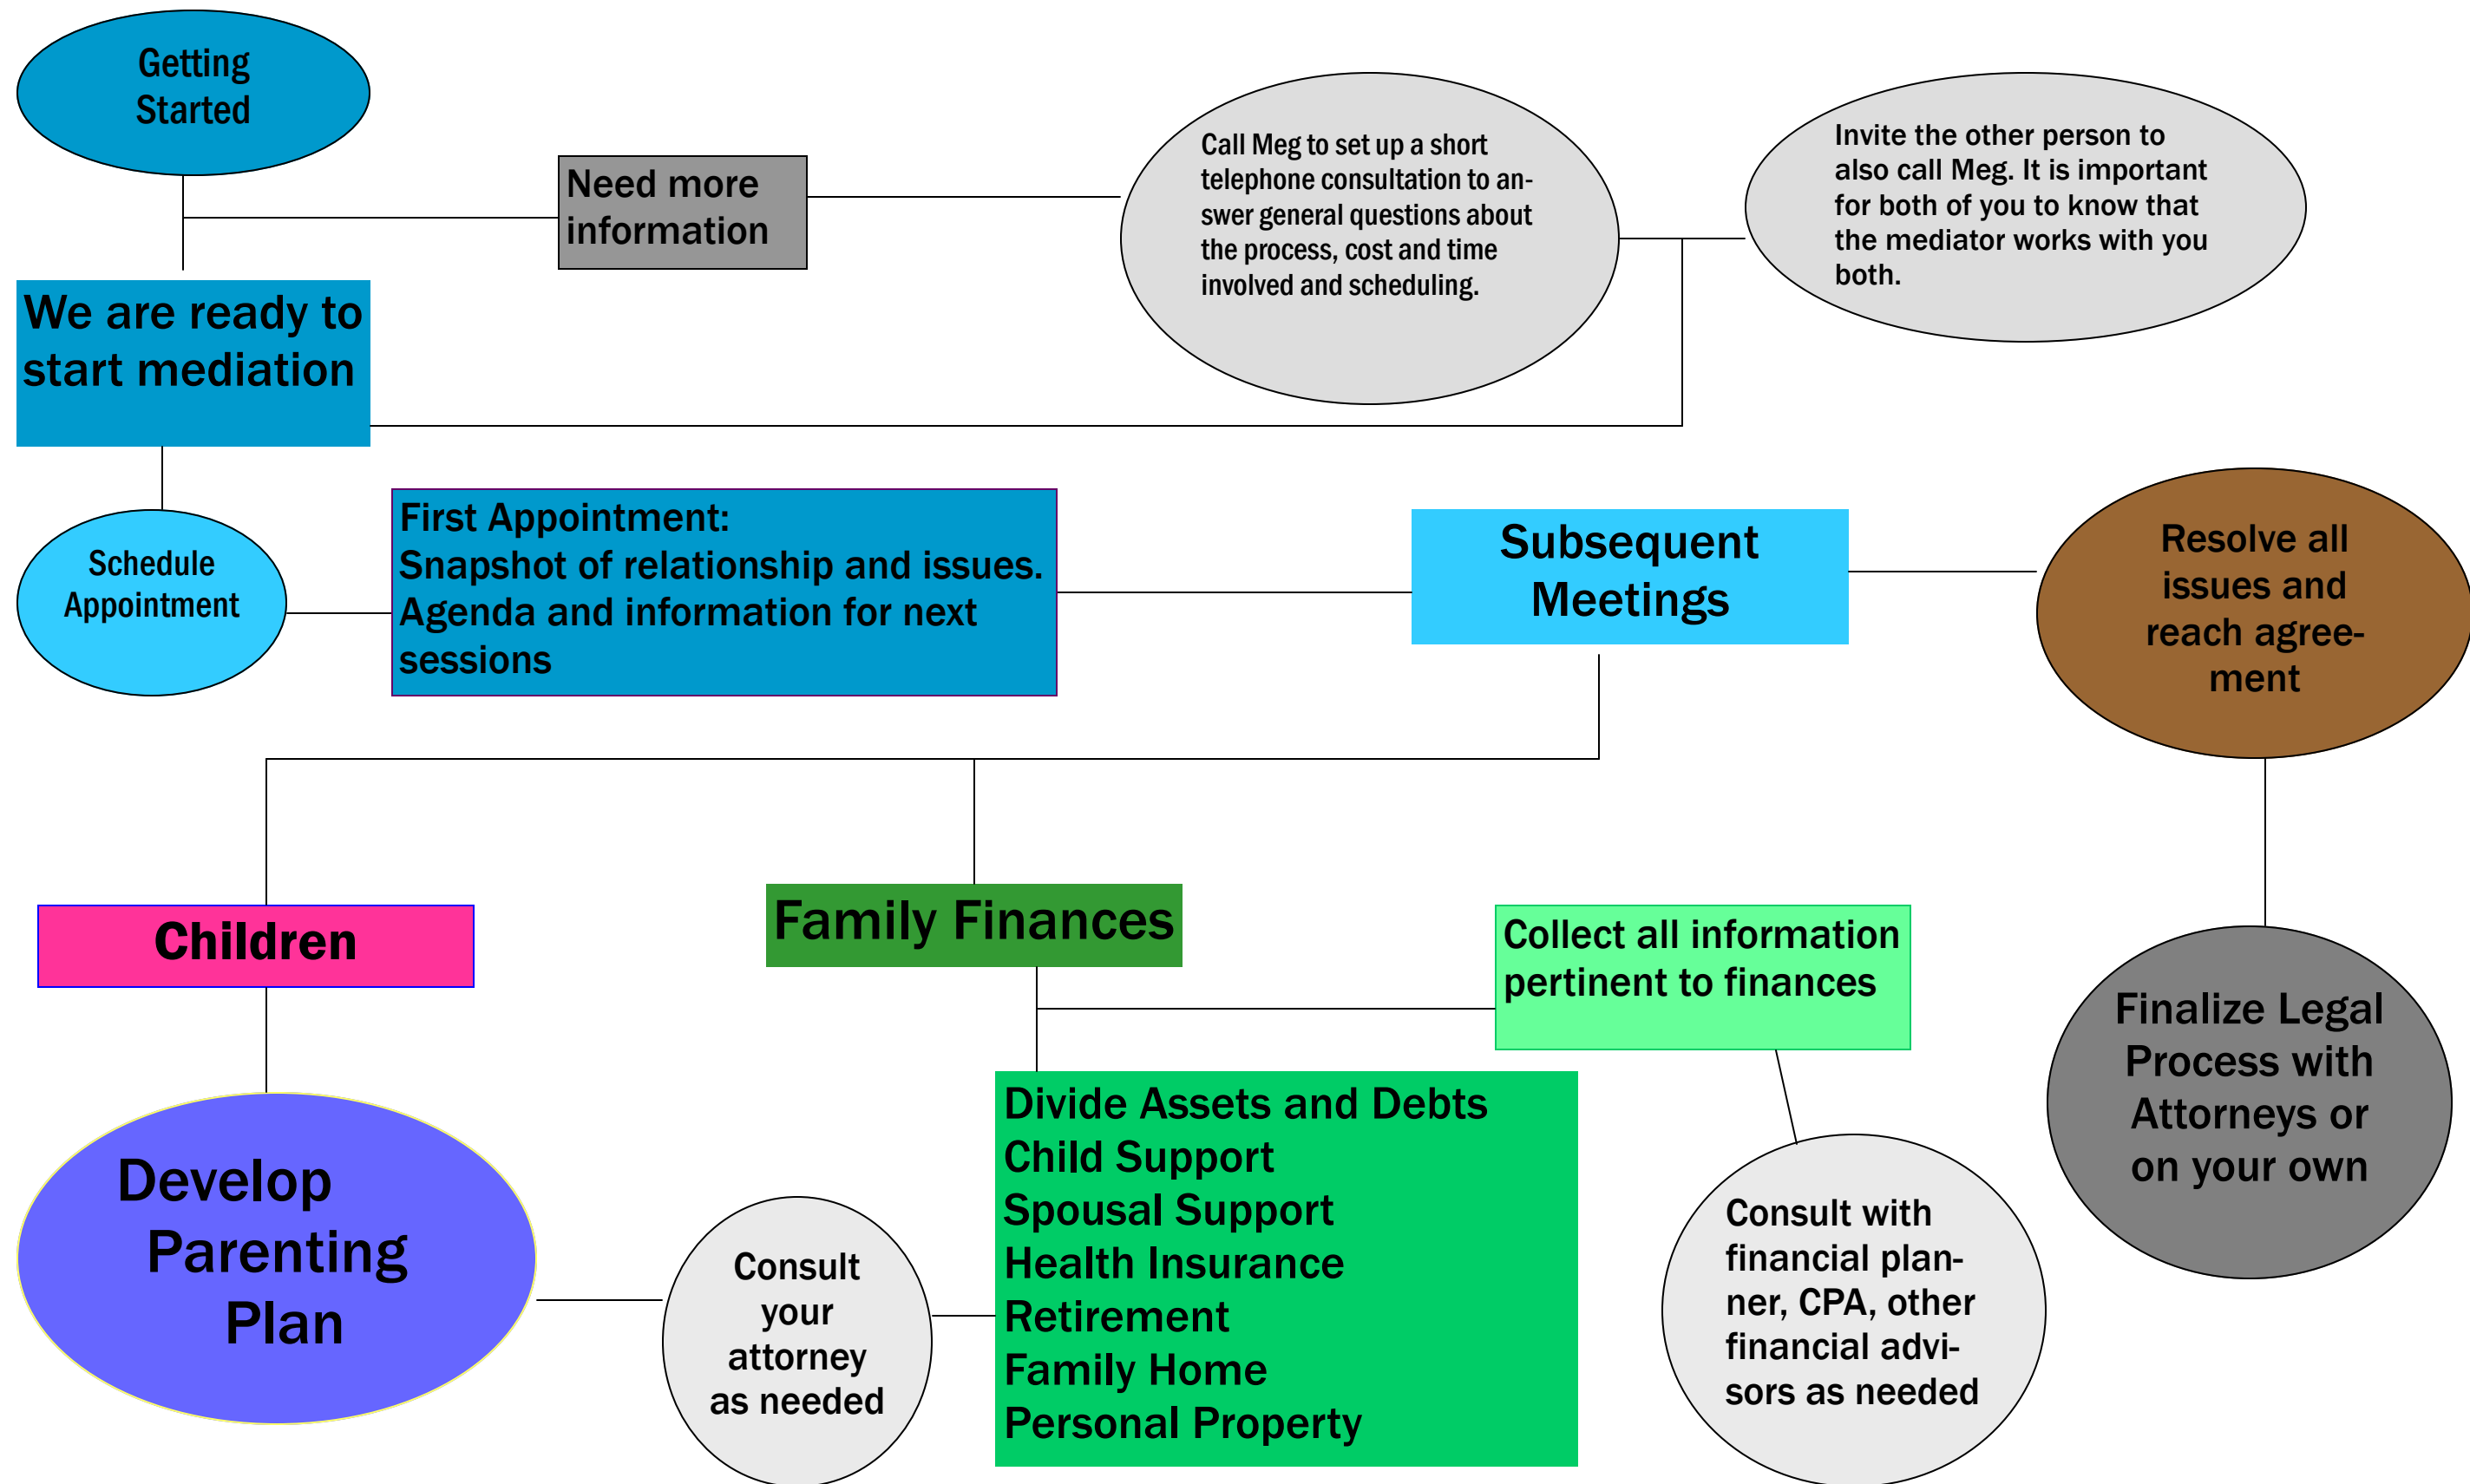 Getting
Started
Need more
information
Call Meg to set up a short
telephone consultation to an-
swer general questions about
the process, cost and time
involved and scheduling.
Invite the other person to
also call Meg. It is important
for both of you to know that
the mediator works with you
both.
We are ready to
start mediation
Schedule
Appointment
First Appointment:
Snapshot of relationship and issues.
Agenda and information for next
sessions
Subsequent
Meetings
Resolve all
issues and
reach agree-
ment
Children
Family Finances
Collect all information
pertinent to finances
Finalize Legal
Process with
Attorneys or
on your own
Develop
Parenting
Plan
Consult
your
attorney
as needed
Divide Assets and Debts
Child Support
Spousal Support
Health Insurance
Retirement
Family Home
Personal Property
Consult with
financial plan-
ner, CPA, other
financial advi-
sors as needed